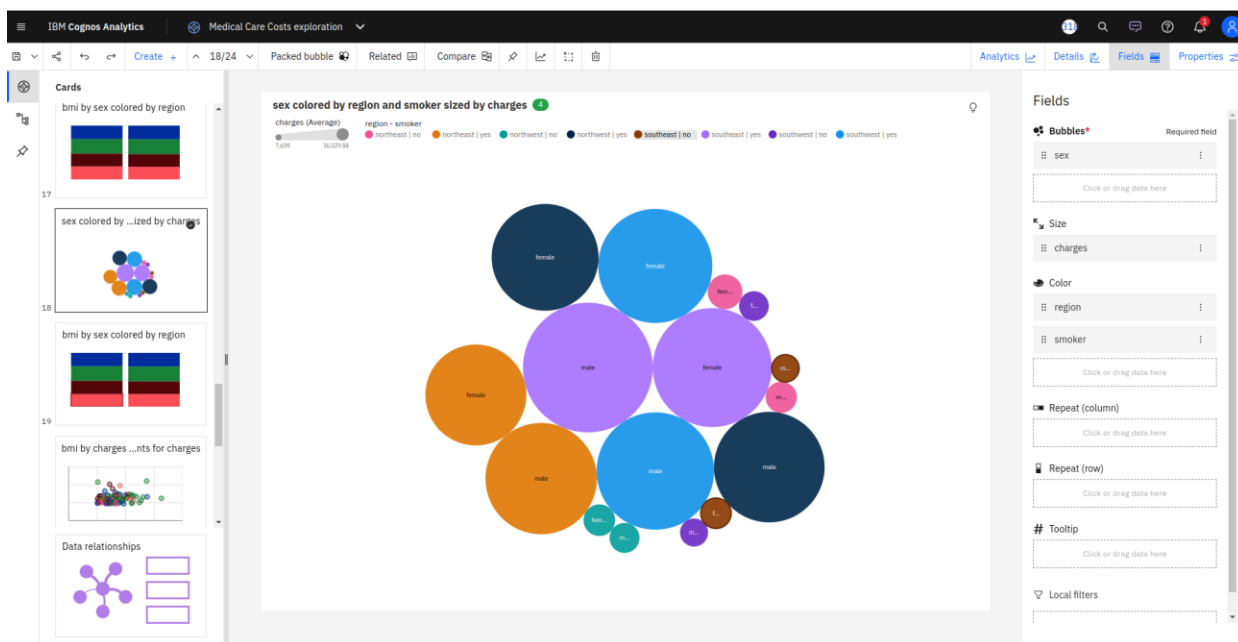 IBM Cognos Analytics
Medical Care Costs exploration
1
Create +
18/24
Packed bubble
Related
Compare
Analytics
Details
Fields
Properties
Cards
bmi by sex colored by region
17
sex colored by ...ized by charges
18
bmi by sex colored by region
19
bmi by charges ...nts for charges
Data relationships
sex colored by region and smoker sized by charges 4
charges (Average)
7,609 36,029.84
region - smoker
northeast | no northeast | yes northwest | no northwest | yes southeast | no southeast | yes southwest | no southwest | yes
female
female
fem...
f...
male
female
m...
m...
female
male
male
male
fem...
m...
m...
f...
Fields
Bubbles* Required field
sex
Click or drag data here
Size
charges
Color
region
smoker
Click or drag data here
Repeat (column)
Click or drag data here
Repeat (row)
Click or drag data here
Tooltip
Click or drag data here
Local filters